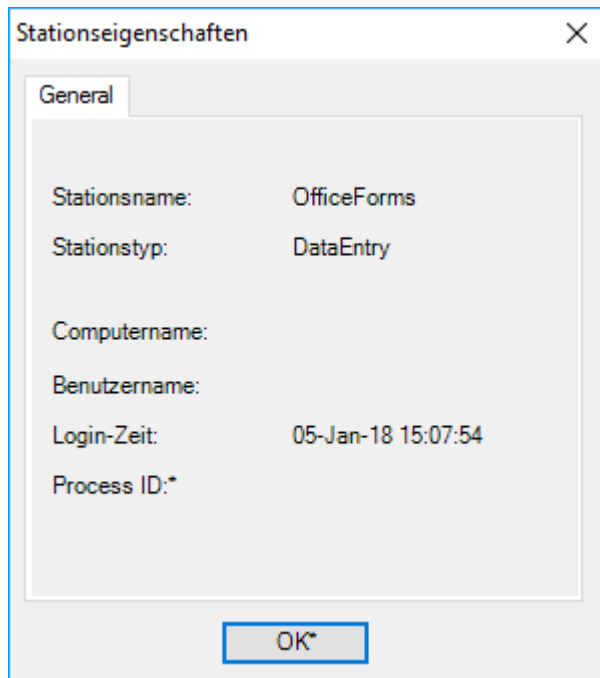 Stationseigenschaften
General
Stationsname: OfficeForms
Stationstyp: DataEntry
Computername:
Benutzername:
Login-Zeit: 05-Jan-18 15:07:54
Process ID:*
OK*